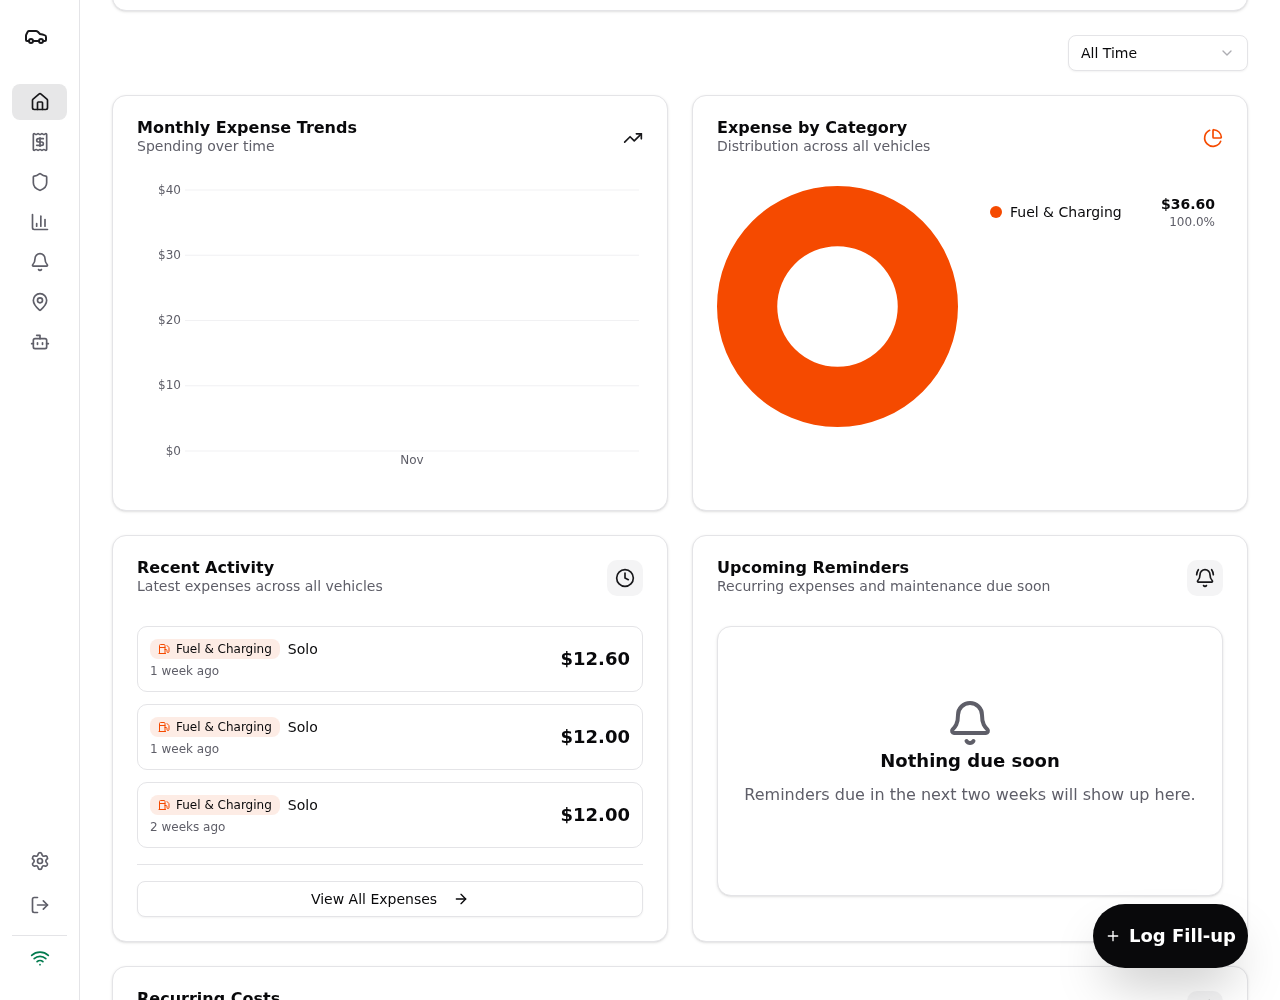 All Time
Monthly Expense Trends
Spending over time
$40
$30
$20
$10
$0
Nov
Expense by Category
Distribution across all vehicles
Fuel & Charging
$36.60
100.0%
Recent Activity
Latest expenses across all vehicles
Fuel & Charging Solo
1 week ago
$12.60
Fuel & Charging Solo
1 week ago
$12.00
Fuel & Charging Solo
2 weeks ago
$12.00
View All Expenses
Upcoming Reminders
Recurring expenses and maintenance due soon
Nothing due soon
Reminders due in the next two weeks will show up here.
+ Log Fill-up
Recurring Costs